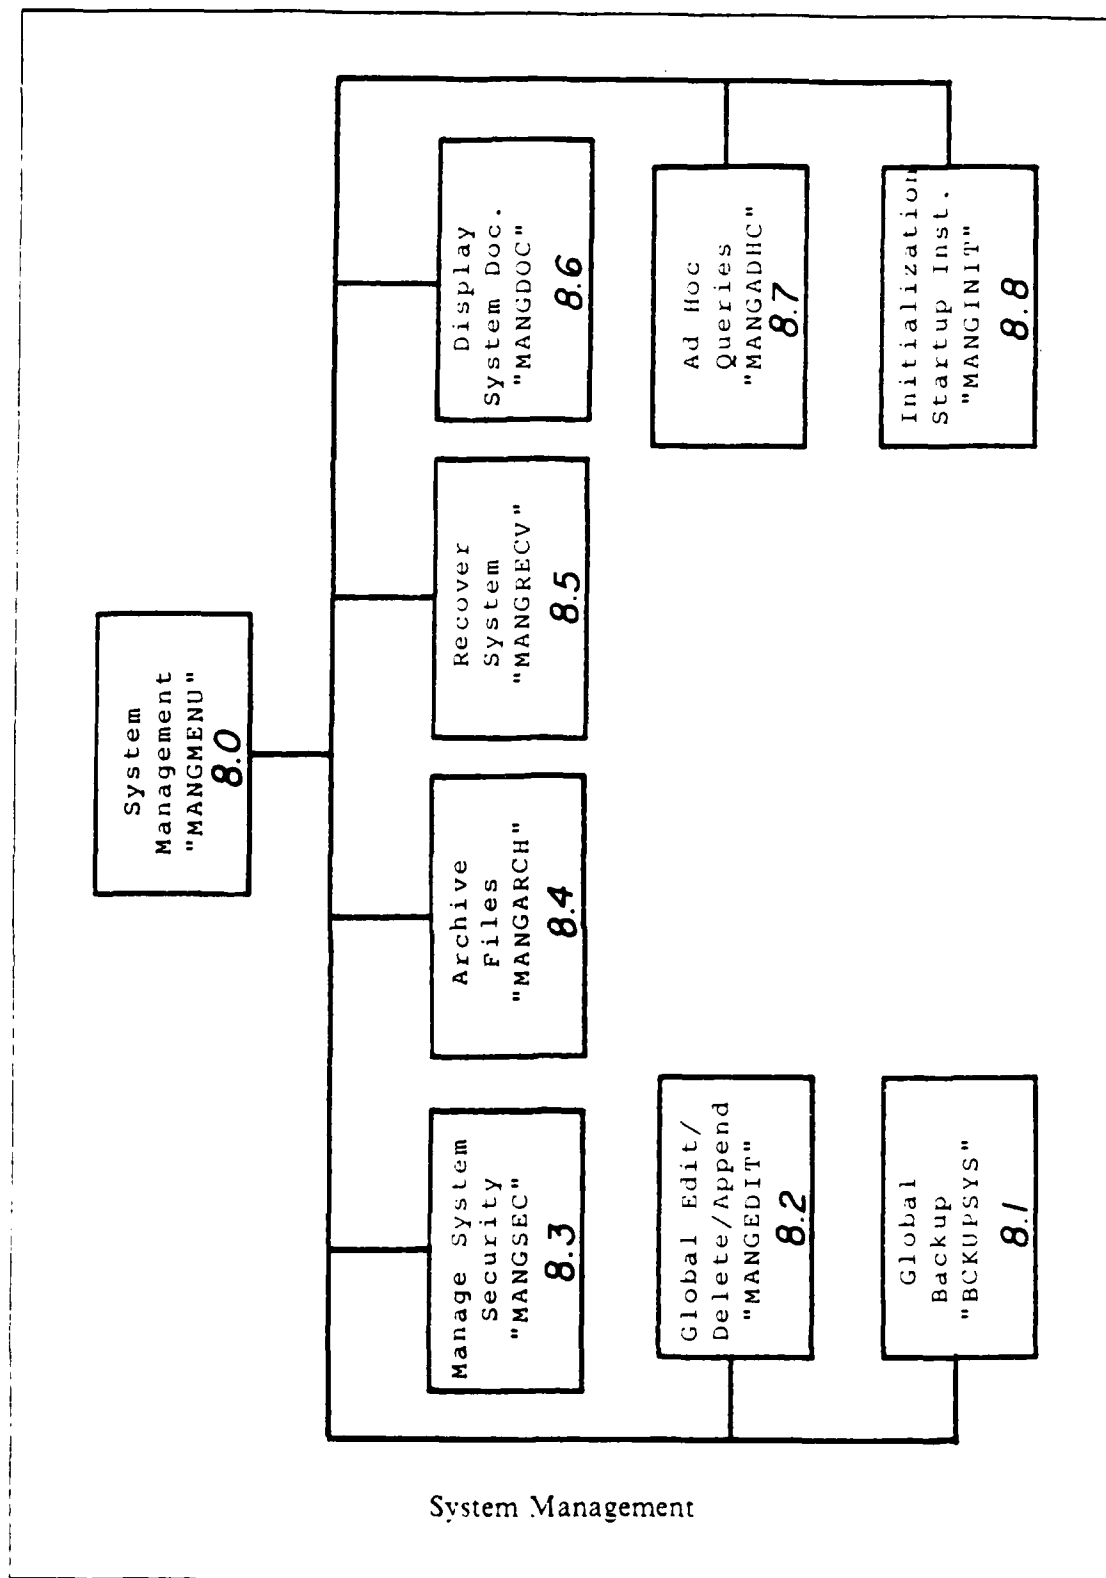 System
Management
"MANGMENU"
8.0
Manage System
Security
"MANGSEC"
8.3
Archive
Files
"MANGARCH"
8.4
Recover
System
"MANGRECV"
8.5
Display
System Doc.
"MANGDOC"
8.6
Global Edit/
Delete/Append
"MANGEDIT"
8.2
Ad Hoc
Queries
"MANGADHC"
8.7
Global
Backup
"BCKUPSYS"
8.1
Initialization
Startup Inst.
"MANGINIT"
8.8
System Management